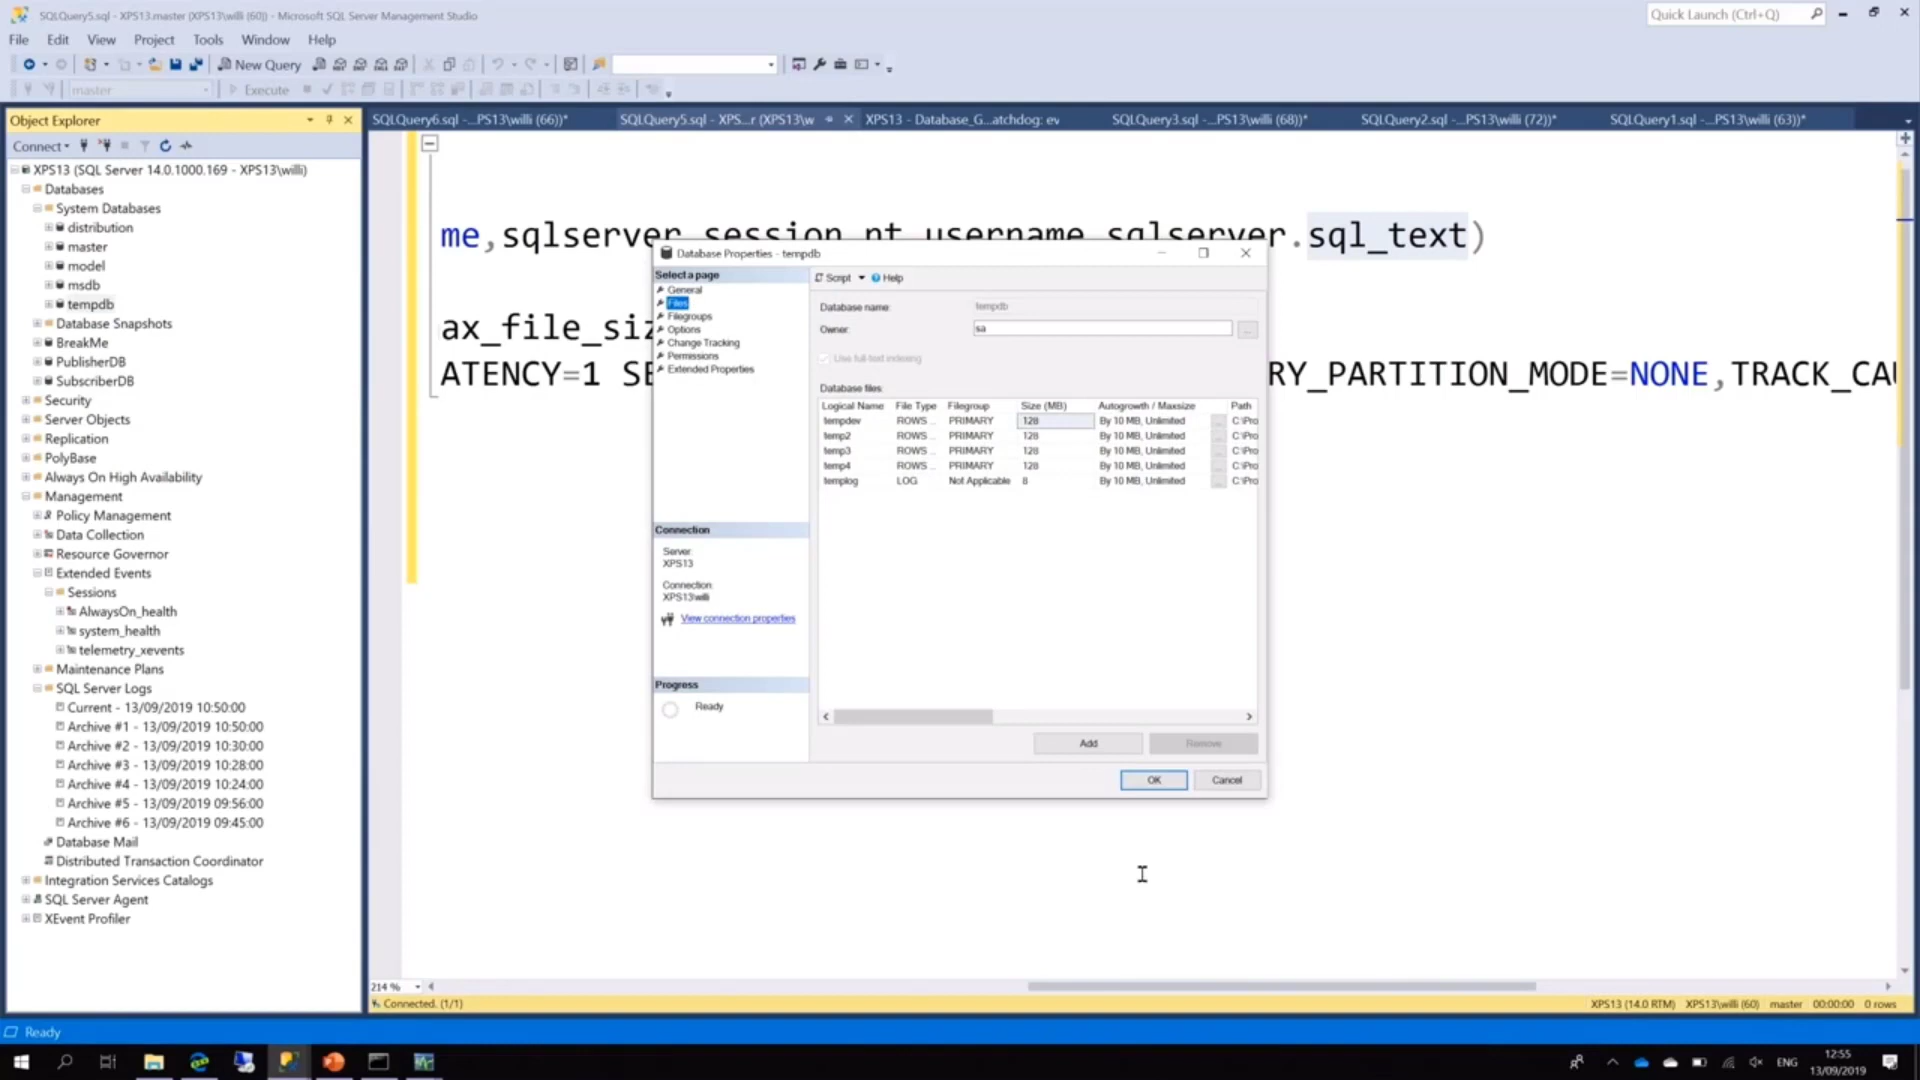 SQLQuery5.sql - XPS13.master (XPS13\willi (60)) - Microsoft SQL Server Management Studio
Quick Launch (Ctrl+Q)
File Edit View Project Tools Window Help
New Query
master
Execute
Object Explorer
SQLQuery6.sql -...PS13\willi (66))*
SQLQuery5.sql - XPS...r (XPS13\w
XPS13 - Database_G...atchdog: ev
SQLQuery3.sql -...PS13\willi (68))*
SQLQuery2.sql -...PS13\willi (72))*
SQLQuery1.sql -...PS13\willi (63))*
Connect
XPS13 (SQL Server 14.0.1000.169 - XPS13\willi)
Databases
System Databases
distribution
master
model
msdb
tempdb
Database Snapshots
BreakMe
PublisherDB
SubscriberDB
Security
Server Objects
Replication
PolyBase
Always On High Availability
Management
Policy Management
Data Collection
Resource Governor
Extended Events
Sessions
AlwaysOn_health
system_health
telemetry_xevents
Maintenance Plans
SQL Server Logs
Current - 13/09/2019 10:50:00
Archive #1 - 13/09/2019 10:50:00
Archive #2 - 13/09/2019 10:30:00
Archive #3 - 13/09/2019 10:28:00
Archive #4 - 13/09/2019 10:24:00
Archive #5 - 13/09/2019 09:56:00
Archive #6 - 13/09/2019 09:45:00
Database Mail
Distributed Transaction Coordinator
Integration Services Catalogs
SQL Server Agent
XEvent Profiler
me,sqlserver.session_nt_username,sqlserver.sql_text)
ax_file_siz
ATENCY=1 SE
RY_PARTITION_MODE=NONE,TRACK_CAU
Database Properties - tempdb
Select a page
General
Files
Filegroups
Options
Change Tracking
Permissions
Extended Properties
Connection
Server:
XPS13
Connection:
XPS13\willi
View connection properties
Progress
Ready
Script Help
Database name: tempdb
Owner: sa
...
Use full-text indexing
Database files:
Logical Name File Type Filegroup Size (MB) Autogrowth / Maxsize Path
tempdev ROWS... PRIMARY 128 By 10 MB, Unlimited ... C:\Pro
temp2 ROWS... PRIMARY 128 By 10 MB, Unlimited ... C:\Pro
temp3 ROWS... PRIMARY 128 By 10 MB, Unlimited ... C:\Pro
temp4 ROWS... PRIMARY 128 By 10 MB, Unlimited ... C:\Pro
templog LOG Not Applicable 8 By 10 MB, Unlimited ... C:\Pro
Add Remove
OK Cancel
214 %
Connected. (1/1)
XPS13 (14.0 RTM) XPS13\willi (60) master 00:00:00 0 rows
Ready
ENG
12:55
13/09/2019